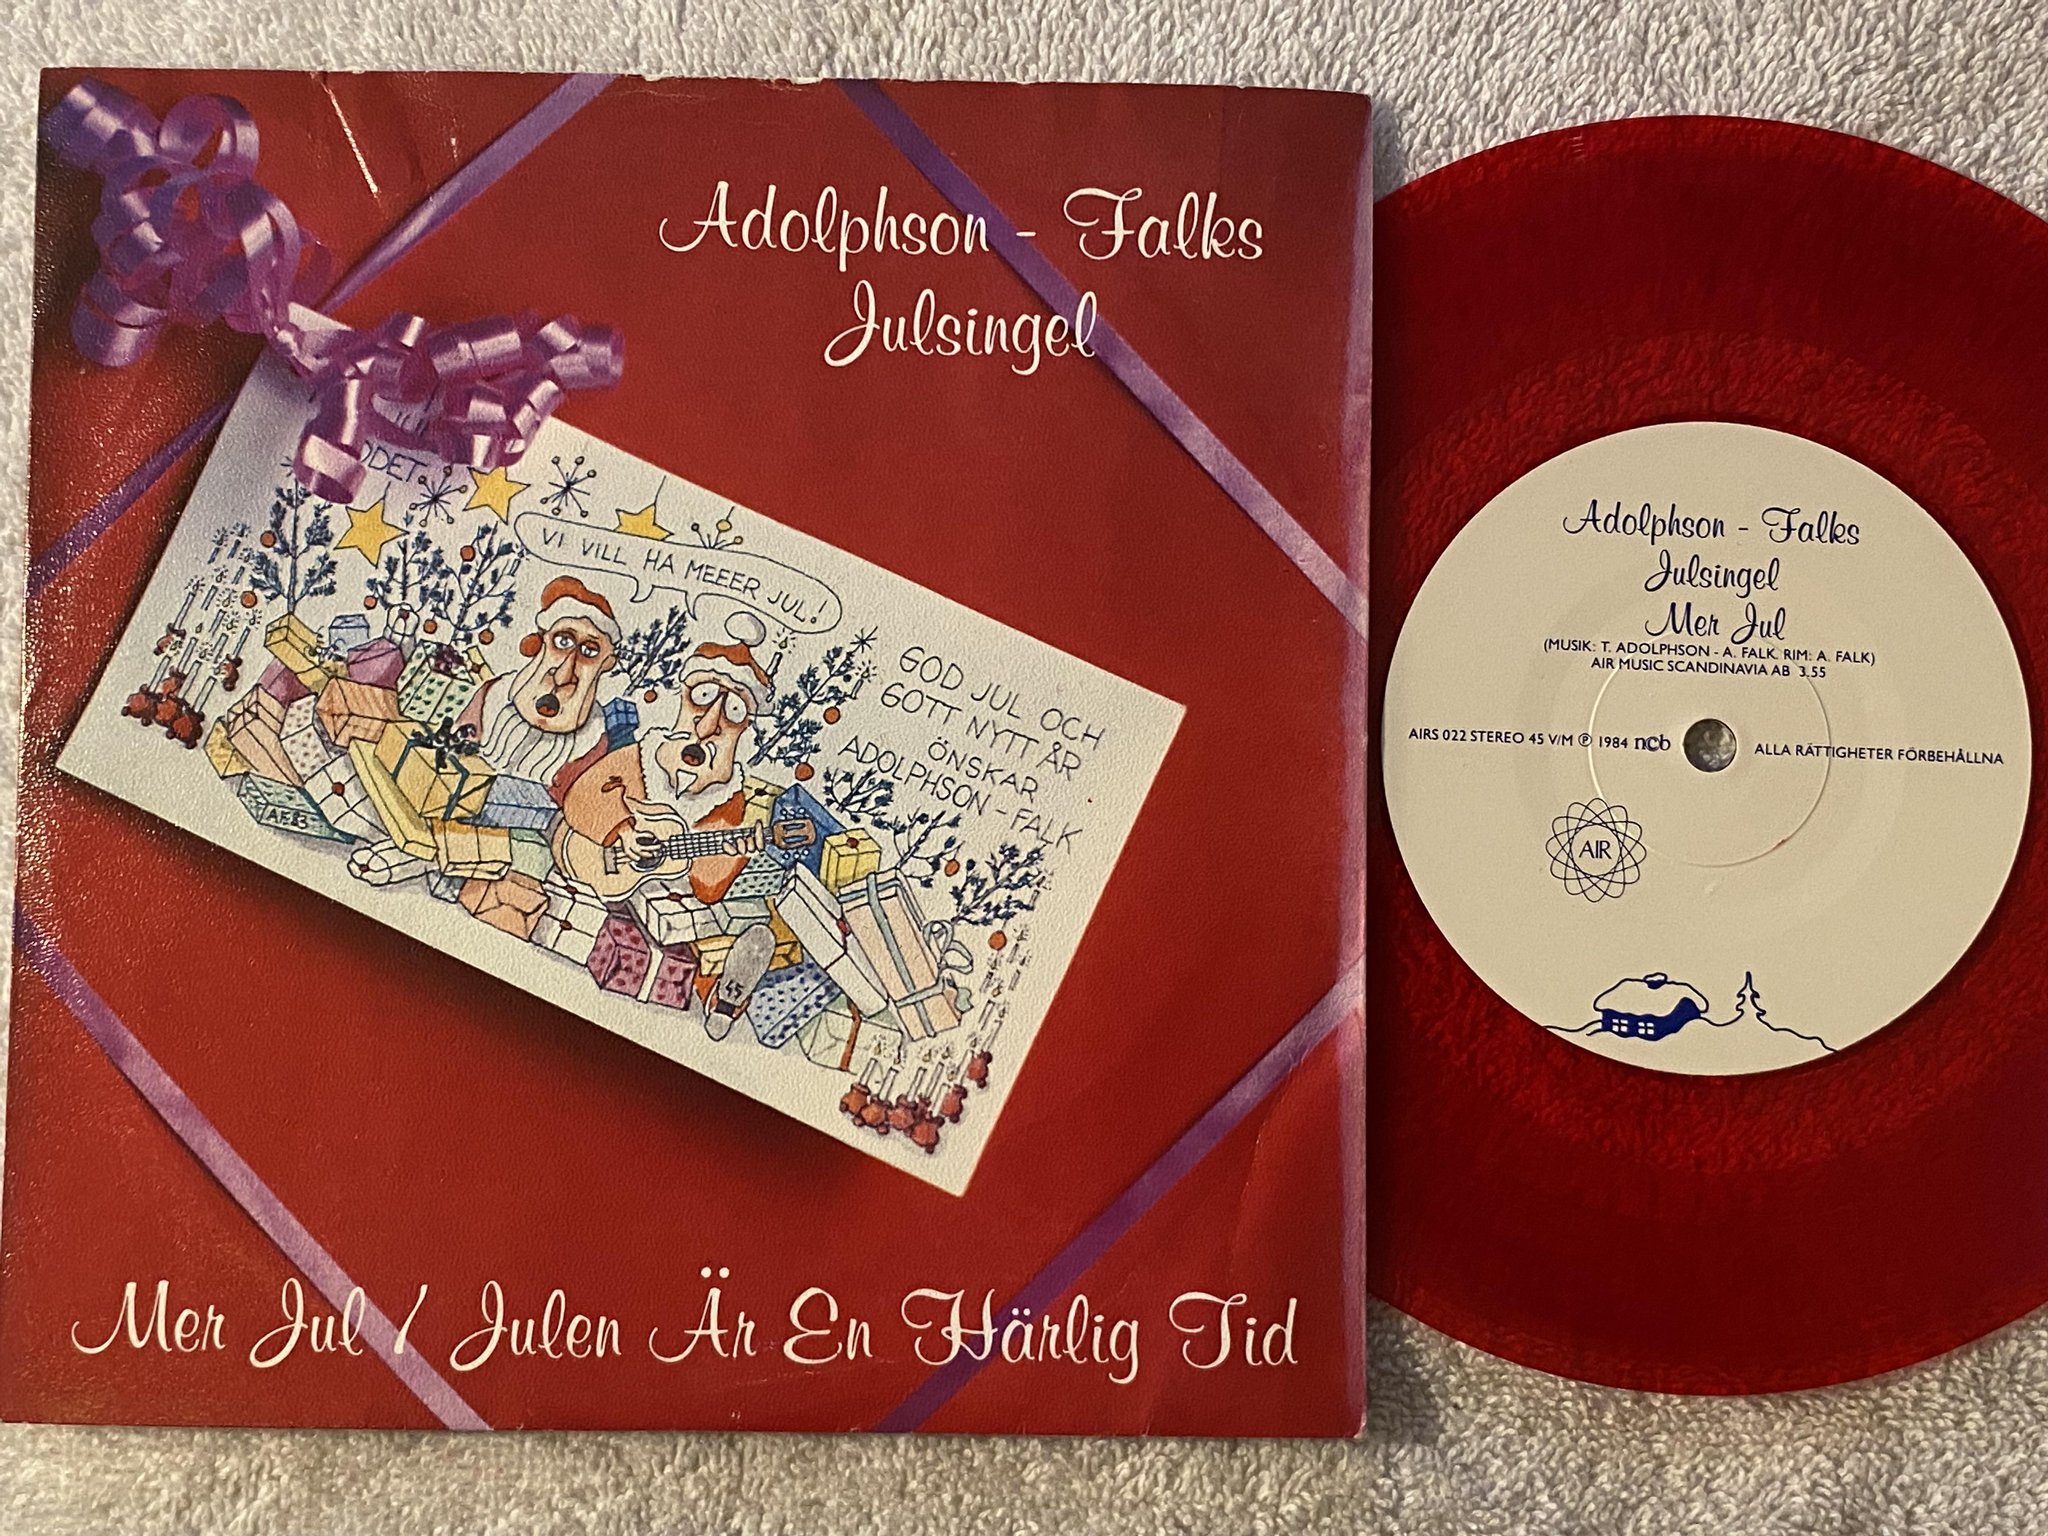 Adolphson - Falks
Julsingel
VI VILL HA MEEER JUL!
GOD JUL OCH
GOTT NYTT ÅR
ÖNSKAR
ADOLPHSON - FALK
AF83
45
Mer Jul / Julen Är En Härlig Tid
Adolphson - Falks
Julsingel
Mer Jul
(MUSIK: T. ADOLPHSON - A. FALK. RIM: A. FALK)
AIR MUSIC SCANDINAVIA AB 3.55
AIRS 022 STEREO 45 V/M ℗ 1984 ncb
ALLA RÄTTIGHETER FÖRBEHÅLLNA
AIR